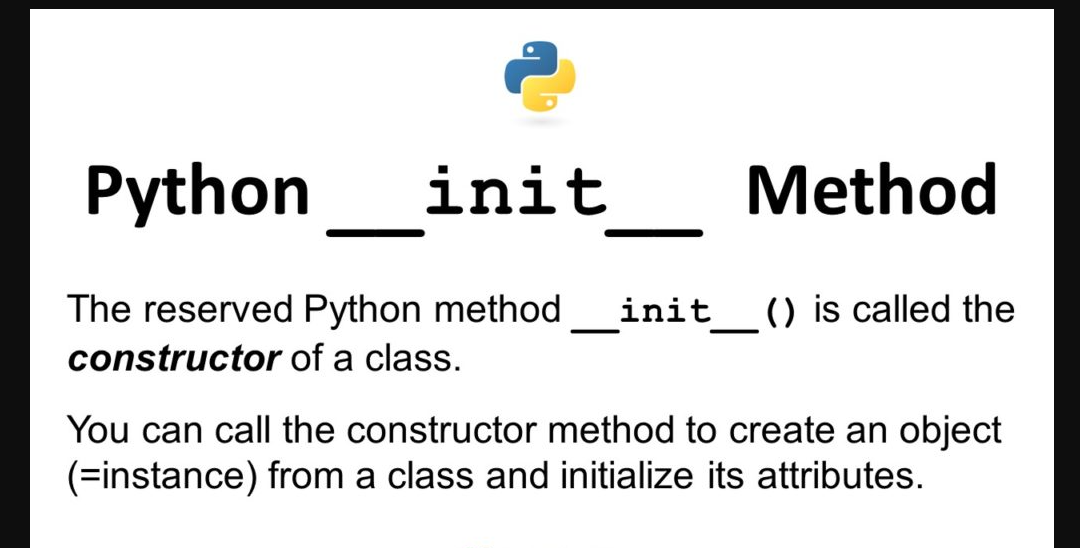 Python __init__ Method
The reserved Python method __init__() is called the
constructor of a class.
You can call the constructor method to create an object
(=instance) from a class and initialize its attributes.